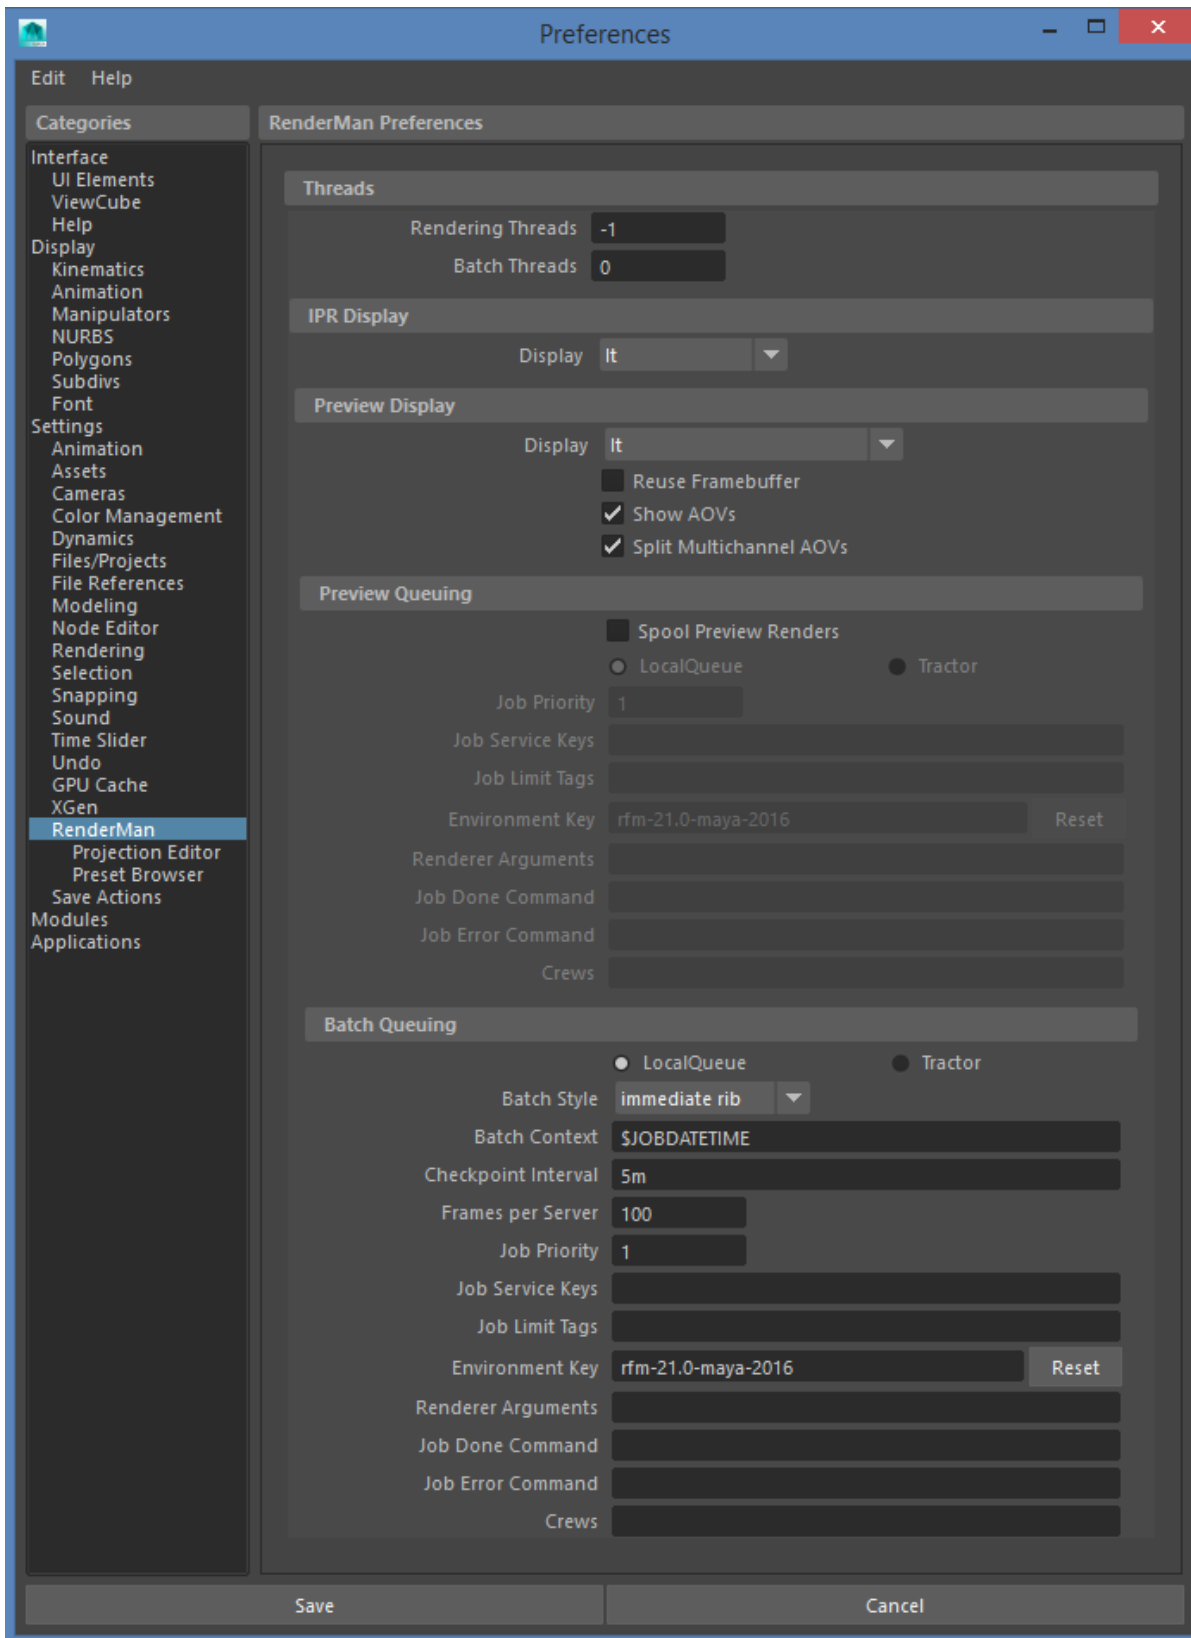 Preferences
Edit Help
Categories
Interface
UI Elements
ViewCube
Help
Display
Kinematics
Animation
Manipulators
NURBS
Polygons
Subdivs
Font
Settings
Animation
Assets
Cameras
Color Management
Dynamics
Files/Projects
File References
Modeling
Node Editor
Rendering
Selection
Snapping
Sound
Time Slider
Undo
GPU Cache
XGen
RenderMan
Projection Editor
Preset Browser
Save Actions
Modules
Applications
RenderMan Preferences
Threads
Rendering Threads -1
Batch Threads 0
IPR Display
Display It
Preview Display
Display It
Reuse Framebuffer
Show AOVs
Split Multichannel AOVs
Preview Queuing
Spool Preview Renders
LocalQueue Tractor
Job Priority 1
Job Service Keys
Job Limit Tags
Environment Key rfm-21.0-maya-2016 Reset
Renderer Arguments
Job Done Command
Job Error Command
Crews
Batch Queuing
LocalQueue Tractor
Batch Style immediate rib
Batch Context $JOBDATETIME
Checkpoint Interval 5m
Frames per Server 100
Job Priority 1
Job Service Keys
Job Limit Tags
Environment Key rfm-21.0-maya-2016 Reset
Renderer Arguments
Job Done Command
Job Error Command
Crews
Save Cancel